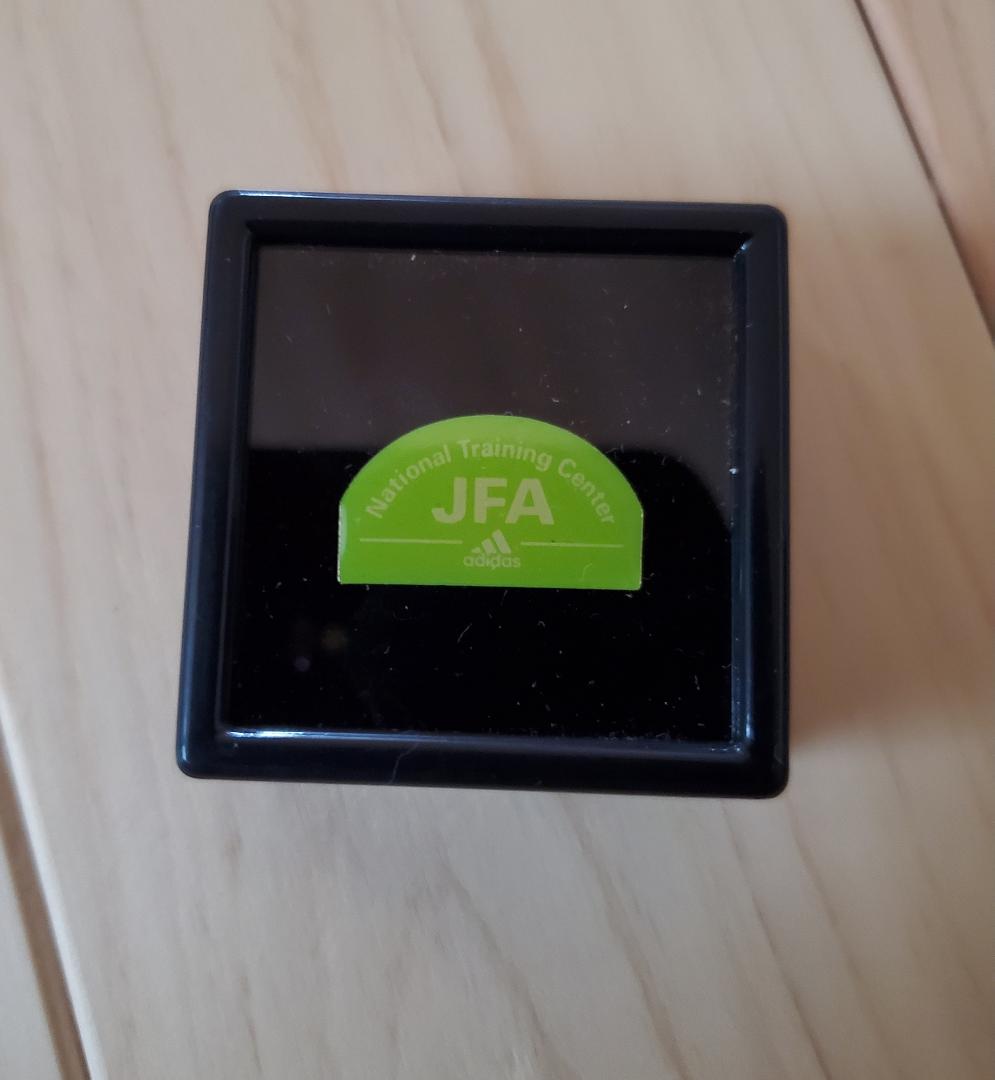 National Training Center
JFA
adidas